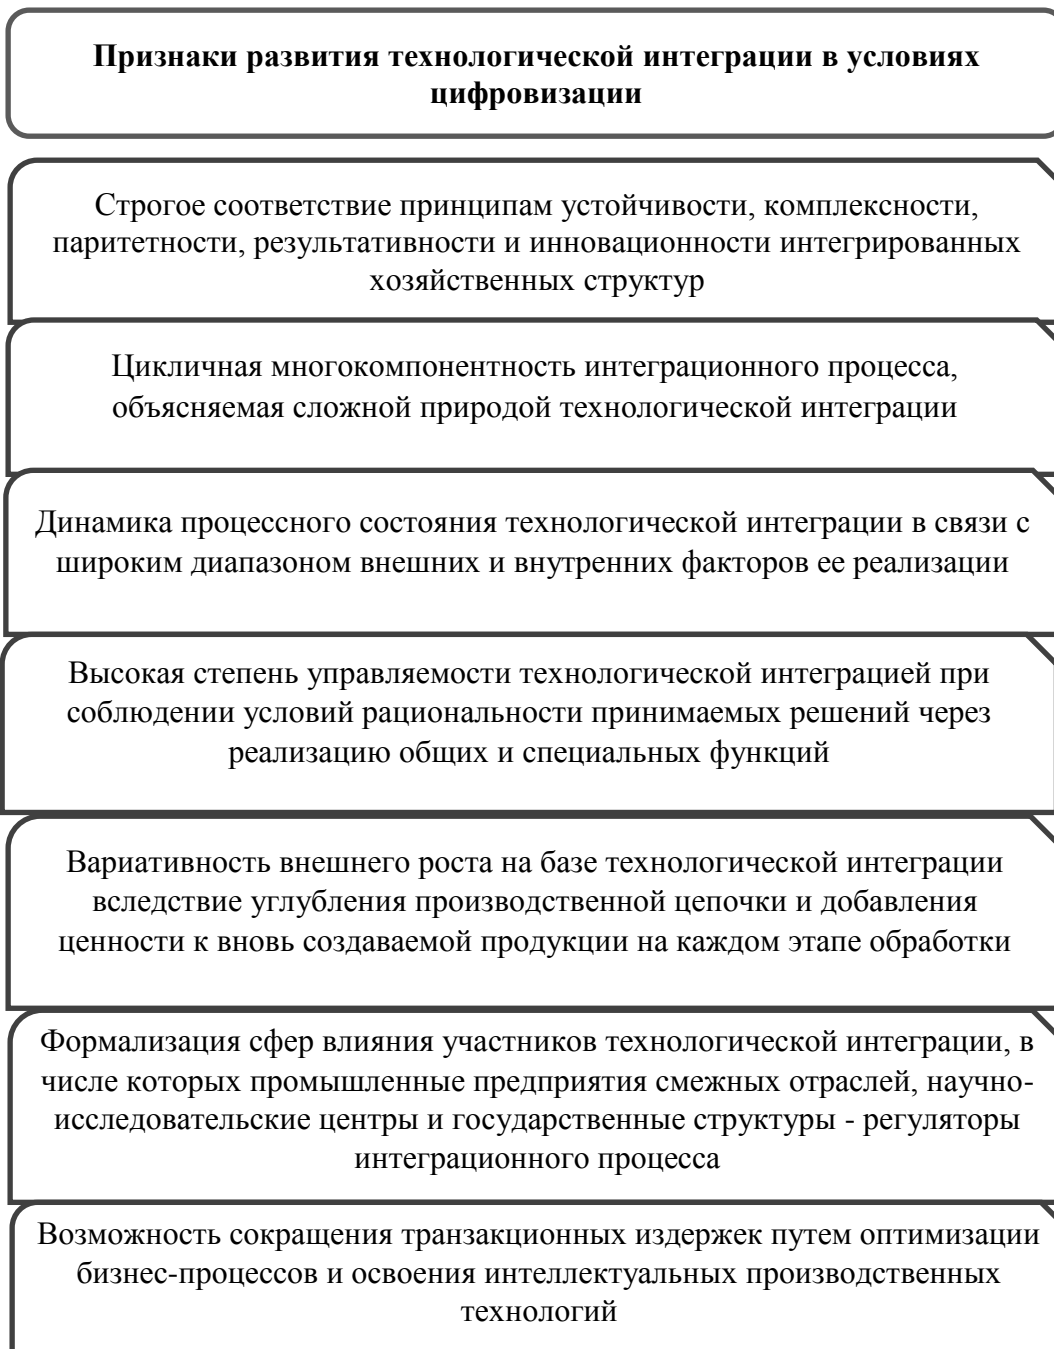 Признаки развития технологической интеграции в условиях
цифровизации
Строгое соответствие принципам устойчивости, комплексности,
паритетности, результативности и инновационности интегрированных
хозяйственных структур
Цикличная многокомпонентность интеграционного процесса,
объясняемая сложной природой технологической интеграции
Динамика процессного состояния технологической интеграции в связи с
широким диапазоном внешних и внутренних факторов ее реализации
Высокая степень управляемости технологической интеграцией при
соблюдении условий рациональности принимаемых решений через
реализацию общих и специальных функций
Вариативность внешнего роста на базе технологической интеграции
вследствие углубления производственной цепочки и добавления
ценности к вновь создаваемой продукции на каждом этапе обработки
Формализация сфер влияния участников технологической интеграции, в
числе которых промышленные предприятия смежных отраслей, научно-
исследовательские центры и государственные структуры - регуляторы
интеграционного процесса
Возможность сокращения транзакционных издержек путем оптимизации
бизнес-процессов и освоения интеллектуальных производственных
технологий